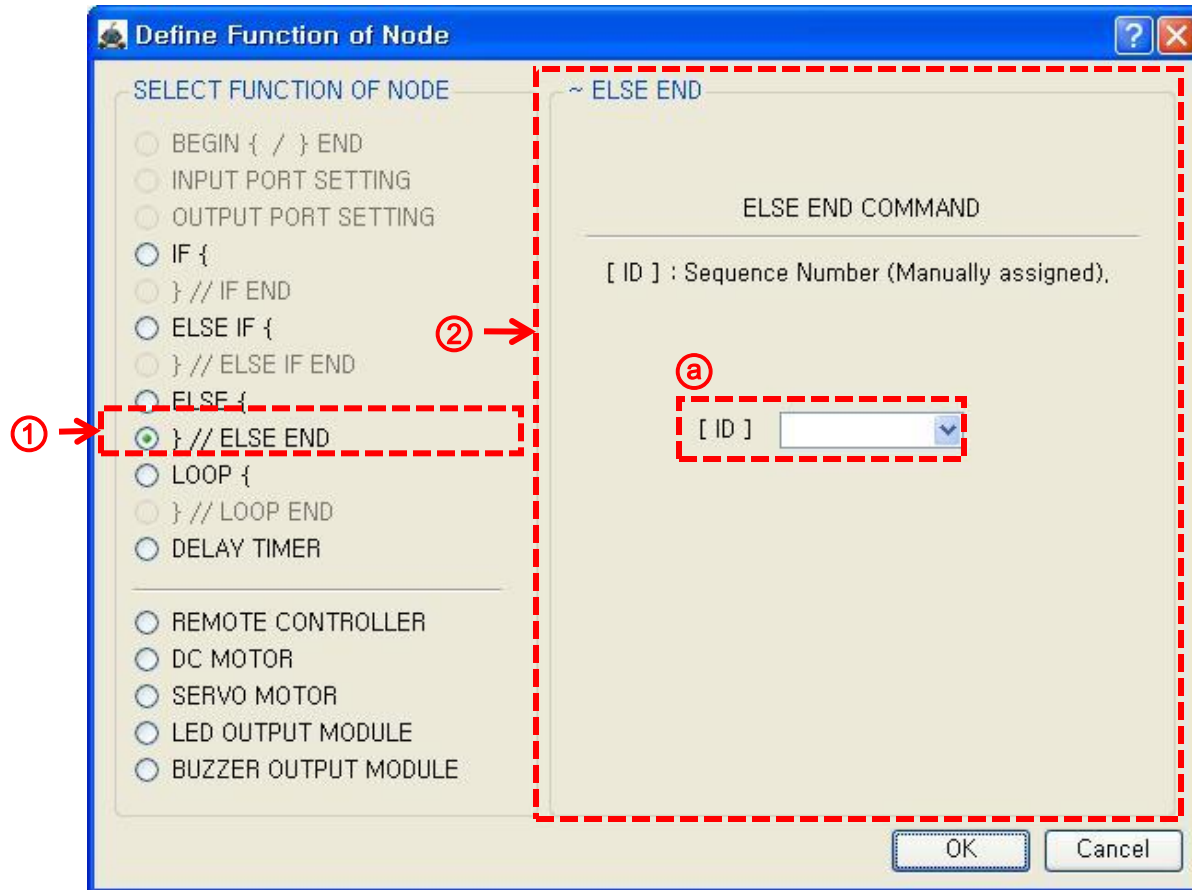 Define Function of Node
?
SELECT FUNCTION OF NODE
BEGIN { / } END
INPUT PORT SETTING
OUTPUT PORT SETTING
IF {
} // IF END
ELSE IF {
} // ELSE IF END
ELSE {
① } // ELSE END
LOOP {
} // LOOP END
DELAY TIMER
REMOTE CONTROLLER
DC MOTOR
SERVO MOTOR
LED OUTPUT MODULE
BUZZER OUTPUT MODULE
②
~ ELSE END
ELSE END COMMAND
[ ID ] : Sequence Number (Manually assigned),
ⓐ
[ ID ]
OK
Cancel